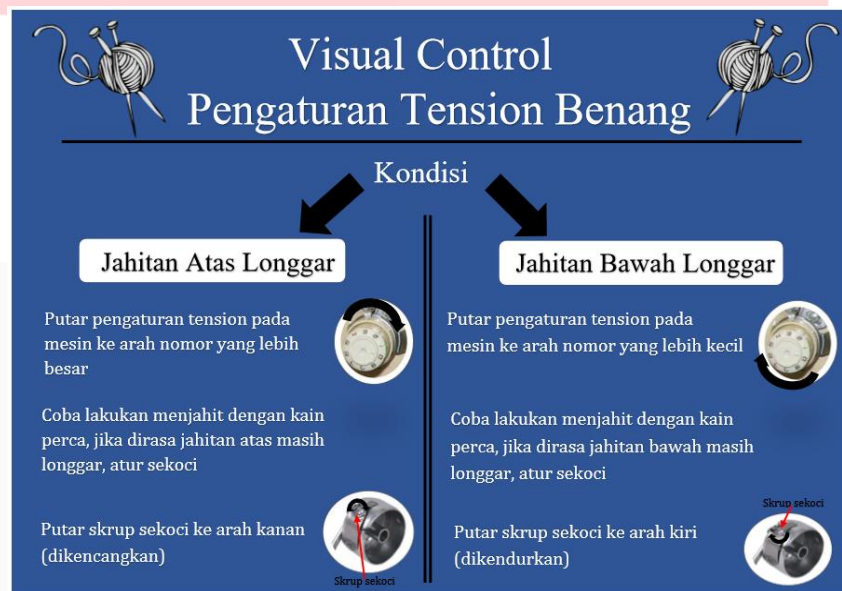 Visual Control
Pengaturan Tension Benang
Kondisi
Jahitan Atas Longgar
Putar pengaturan tension pada
mesin ke arah nomor yang lebih
besar
Coba lakukan menjahit dengan kain
perca, jika dirasa jahitan atas masih
longgar, atur sekoci
Putar skrup sekoci ke arah kanan
(dikencangkan)
Skrup sekoci
Jahitan Bawah Longgar
Putar pengaturan tension pada
mesin ke arah nomor yang lebih kecil
Coba lakukan menjahit dengan kain
perca, jika dirasa jahitan bawah masih
longgar, atur sekoci
Skrup sekoci
Putar skrup sekoci ke arah kiri
(dikendurkan)